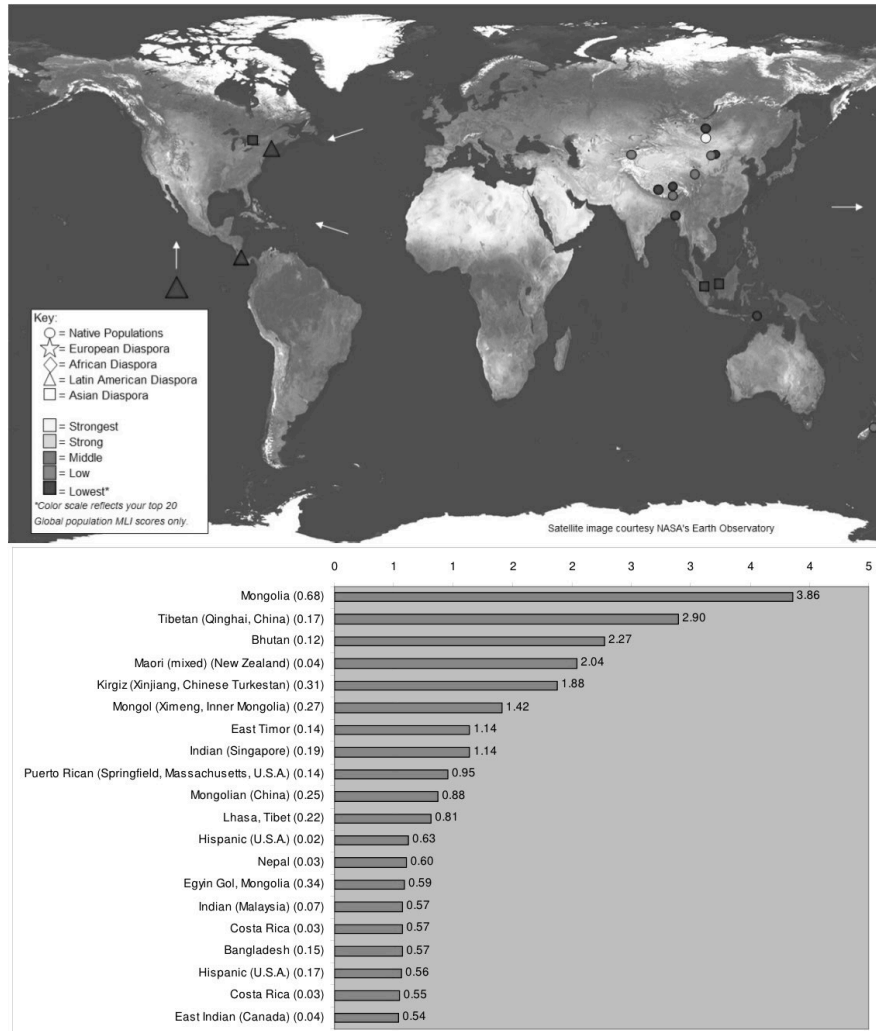 Key:
= Native Populations
= European Diaspora
= African Diaspora
= Latin American Diaspora
= Asian Diaspora
= Strongest
= Strong
= Middle
= Low
= Lowest*
*Color scale reflects your top 20
Global population MLI scores only.
Satellite image courtesy NASA's Earth Observatory
0 1 1 2 2 3 3 4 4 5
Mongolia (0.68) 3.86
Tibetan (Qinghai, China) (0.17) 2.90
Bhutan (0.12) 2.27
Maori (mixed) (New Zealand) (0.04) 2.04
Kirgiz (Xinjiang, Chinese Turkestan) (0.31) 1.88
Mongol (Ximeng, Inner Mongolia) (0.27) 1.42
East Timor (0.14) 1.14
Indian (Singapore) (0.19) 1.14
Puerto Rican (Springfield, Massachusetts, U.S.A.) (0.14) 0.95
Mongolian (China) (0.25) 0.88
Lhasa, Tibet (0.22) 0.81
Hispanic (U.S.A.) (0.02) 0.63
Nepal (0.03) 0.60
Egyin Gol, Mongolia (0.34) 0.59
Indian (Malaysia) (0.07) 0.57
Costa Rica (0.03) 0.57
Bangladesh (0.15) 0.57
Hispanic (U.S.A.) (0.17) 0.56
Costa Rica (0.03) 0.55
East Indian (Canada) (0.04) 0.54